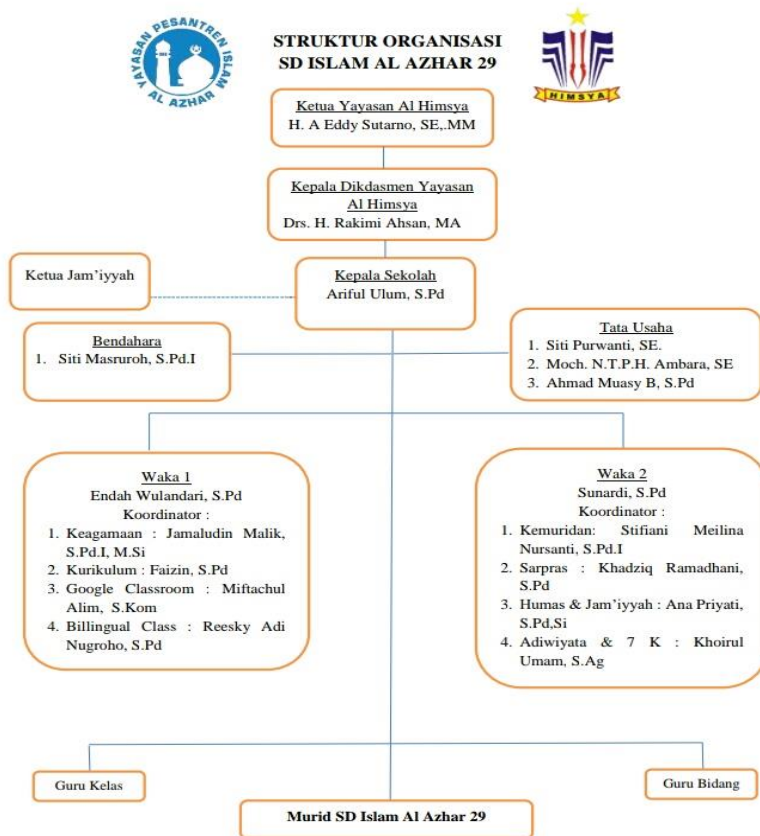 YAYASAN PESANTREN ISLAM
AL AZHAR
STRUKTUR ORGANISASI
SD ISLAM AL AZHAR 29
HIMSYA
Ketua Yayasan Al Himsya
H. A Eddy Sutarno, SE,.MM
Kepala Dikdasmen Yayasan
Al Himsya
Drs. H. Rakimi Ahsan, MA
Ketua Jam’iyyah
Kepala Sekolah
Ariful Ulum, S.Pd
Bendahara
1. Siti Masruroh, S.Pd.I
Tata Usaha
1. Siti Purwanti, SE.
2. Moch. N.T.P.H. Ambara, SE
3. Ahmad Muasy B, S.Pd
Waka 1
Endah Wulandari, S.Pd
Koordinator :
1. Keagamaan : Jamaludin Malik,
S.Pd.I, M.Si
2. Kurikulum : Faizin, S.Pd
3. Google Classroom : Miftachul
Alim, S.Kom
4. Billingual Class : Reesky Adi
Nugroho, S.Pd
Waka 2
Sunardi, S.Pd
Koordinator :
1. Kemuridan: Stifiani Meilina
Nursanti, S.Pd.I
2. Sarpras : Khadziq Ramadhani,
S.Pd
3. Humas & Jam’iyyah : Ana Priyati,
S.Pd,Si
4. Adiwiyata & 7 K : Khoirul
Umam, S.Ag
Guru Kelas
Guru Bidang
Murid SD Islam Al Azhar 29